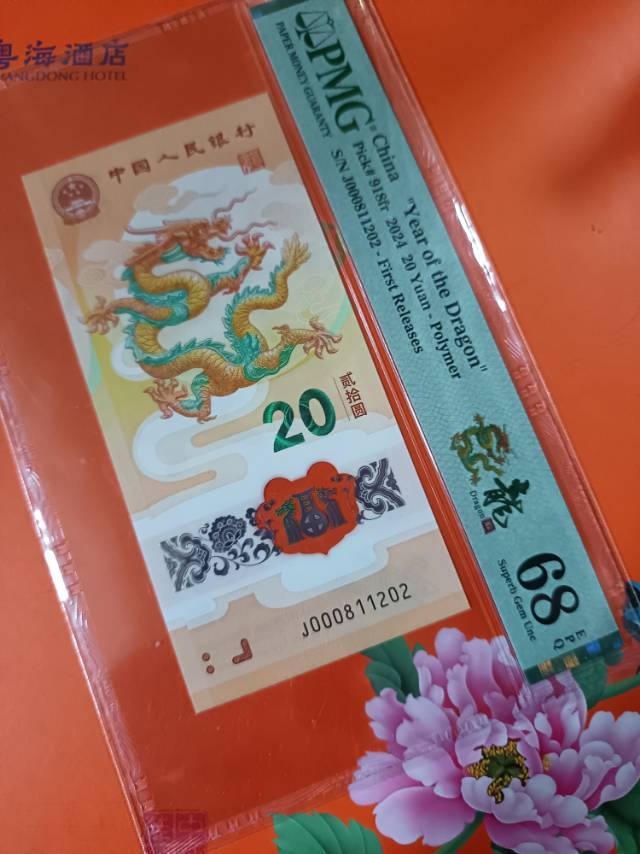 粤海酒店
UANGDONG HOTEL
中国人民银行
20
贰拾圆
J000811202
PMG
PAPER MONEY GUARANTY
China
"Year of the Dragon"
Pick# 918fr 2024 20 Yuan - Polymer
S/N J000811202 - First Releases
龍
Dragon
68
EPQ
Superb Gem Unc